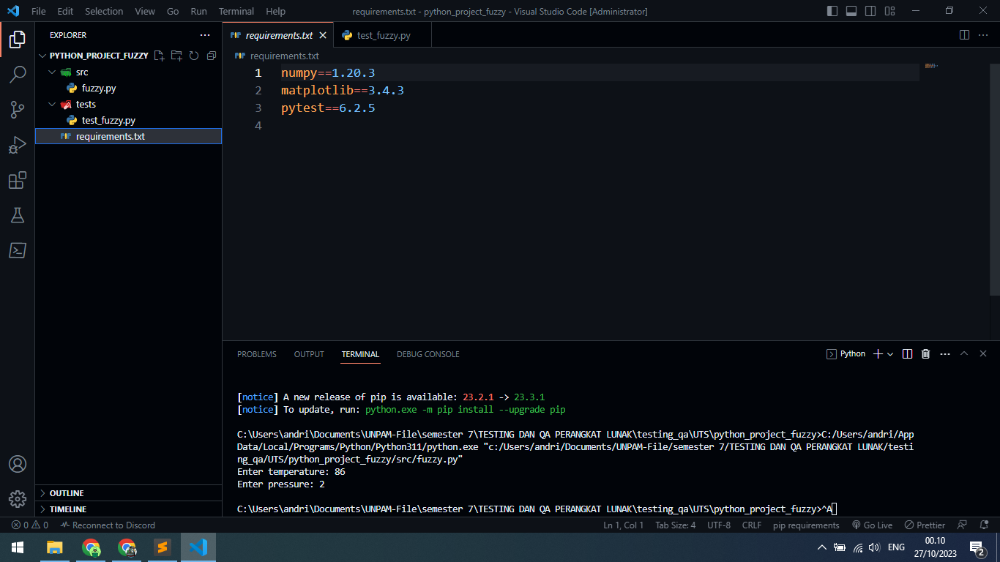 File Edit Selection View Go Run Terminal Help
requirements.txt - python_project_fuzzy - Visual Studio Code [Administrator]
EXPLORER
PYTHON_PROJECT_FUZZY
src
fuzzy.py
tests
test_fuzzy.py
requirements.txt
OUTLINE
TIMELINE
requirements.txt
test_fuzzy.py
requirements.txt
1 numpy==1.20.3
2 matplotlib==3.4.3
3 pytest==6.2.5
4
PROBLEMS OUTPUT TERMINAL DEBUG CONSOLE
Python
[notice] A new release of pip is available: 23.2.1 -> 23.3.1
[notice] To update, run: python.exe -m pip install --upgrade pip
C:\Users\andri\Documents\UNPAM-File\semester 7\TESTING DAN QA PERANGKAT LUNAK\testing_qa\UTS\python_project_fuzzy>C:/Users/andri/App
Data/Local/Programs/Python/Python311/python.exe "c:/Users/andri/Documents/UNPAM-File/semester 7/TESTING DAN QA PERANGKAT LUNAK/testi
ng_qa/UTS/python_project_fuzzy/src/fuzzy.py"
Enter temperature: 86
Enter pressure: 2
C:\Users\andri\Documents\UNPAM-File\semester 7\TESTING DAN QA PERANGKAT LUNAK\testing_qa\UTS\python_project_fuzzy>^A
0 0 Reconnect to Discord
Ln 1, Col 1 Tab Size: 4 UTF-8 CRLF pip requirements Go Live Prettier
ENG
00.10
27/10/2023
2